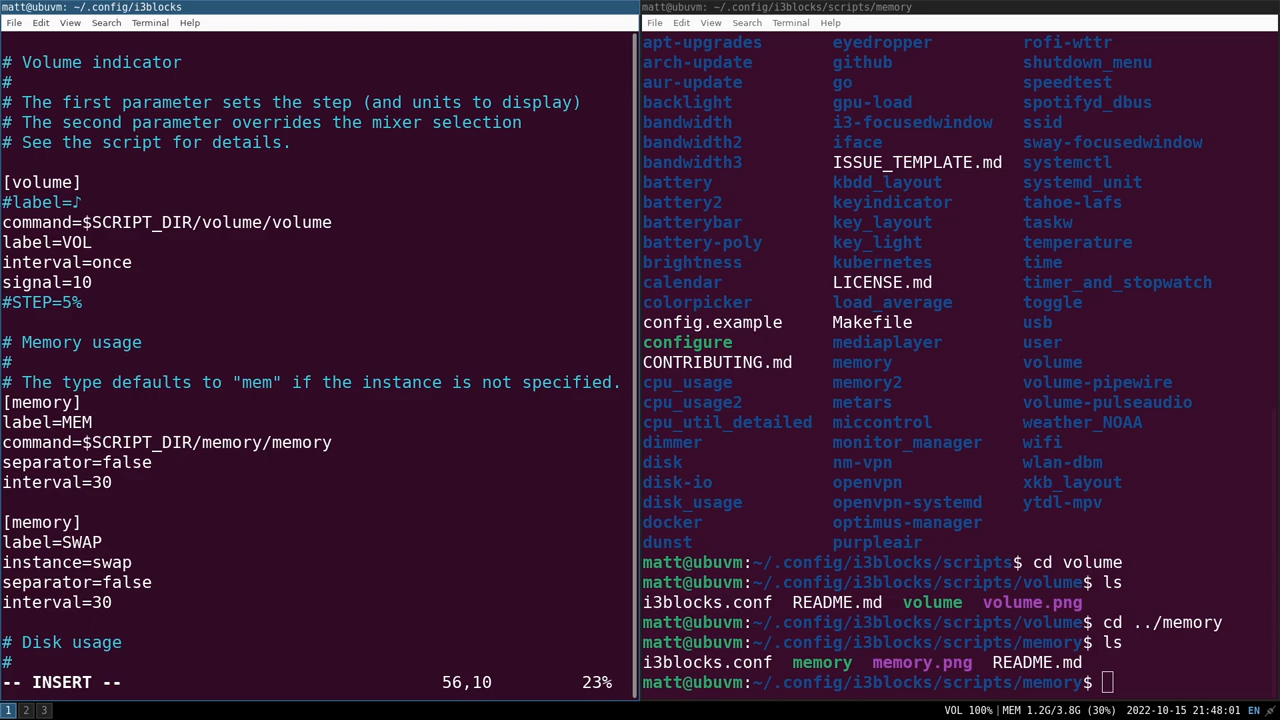 matt@ubuvm: ~/.config/i3blocks
File Edit View Search Terminal Help
# Volume indicator
#
# The first parameter sets the step (and units to display)
# The second parameter overrides the mixer selection
# See the script for details.
[volume]
#label=♪
command=$SCRIPT_DIR/volume/volume
label=VOL
interval=once
signal=10
#STEP=5%
# Memory usage
#
# The type defaults to "mem" if the instance is not specified.
[memory]
label=MEM
command=$SCRIPT_DIR/memory/memory
separator=false
interval=30
[memory]
label=SWAP
instance=swap
separator=false
interval=30
# Disk usage
#
-- INSERT -- 56,10 23%
matt@ubuvm: ~/.config/i3blocks/scripts/memory
File Edit View Search Terminal Help
apt-upgrades eyedropper rofi-wttr
arch-update github shutdown_menu
aur-update go speedtest
backlight gpu-load spotifyd_dbus
bandwidth i3-focusedwindow ssid
bandwidth2 iface sway-focusedwindow
bandwidth3 ISSUE_TEMPLATE.md systemctl
battery kbdd_layout systemd_unit
battery2 keyindicator tahoe-lafs
batterybar key_layout taskw
battery-poly key_light temperature
brightness kubernetes time
calendar LICENSE.md timer_and_stopwatch
colorpicker load_average toggle
config.example Makefile usb
configure mediaplayer user
CONTRIBUTING.md memory volume
cpu_usage memory2 volume-pipewire
cpu_usage2 metars volume-pulseaudio
cpu_util_detailed miccontrol weather_NOAA
dimmer monitor_manager wifi
disk nm-vpn wlan-dbm
disk-io openvpn xkb_layout
disk_usage openvpn-systemd ytdl-mpv
docker optimus-manager
dunst purpleair
matt@ubuvm:~/.config/i3blocks/scripts$ cd volume
matt@ubuvm:~/.config/i3blocks/scripts/volume$ ls
i3blocks.conf README.md volume volume.png
matt@ubuvm:~/.config/i3blocks/scripts/volume$ cd ../memory
matt@ubuvm:~/.config/i3blocks/scripts/memory$ ls
i3blocks.conf memory memory.png README.md
matt@ubuvm:~/.config/i3blocks/scripts/memory$
1 2 3 VOL 100%|MEM 1.2G/3.8G (30%) 2022-10-15 21:48:01 EN